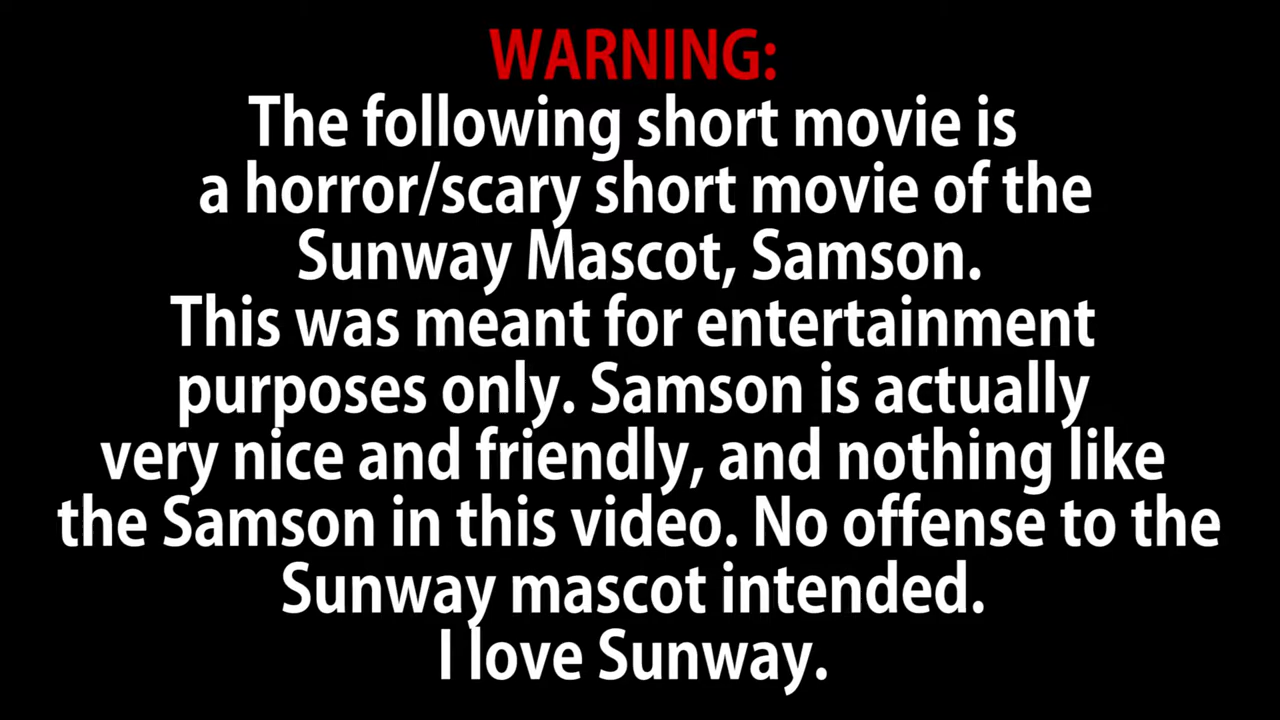 WARNING:
The following short movie is
a horror/scary short movie of the
Sunway Mascot, Samson.
This was meant for entertainment
purposes only. Samson is actually
very nice and friendly, and nothing like
the Samson in this video. No offense to the
Sunway mascot intended.
I love Sunway.